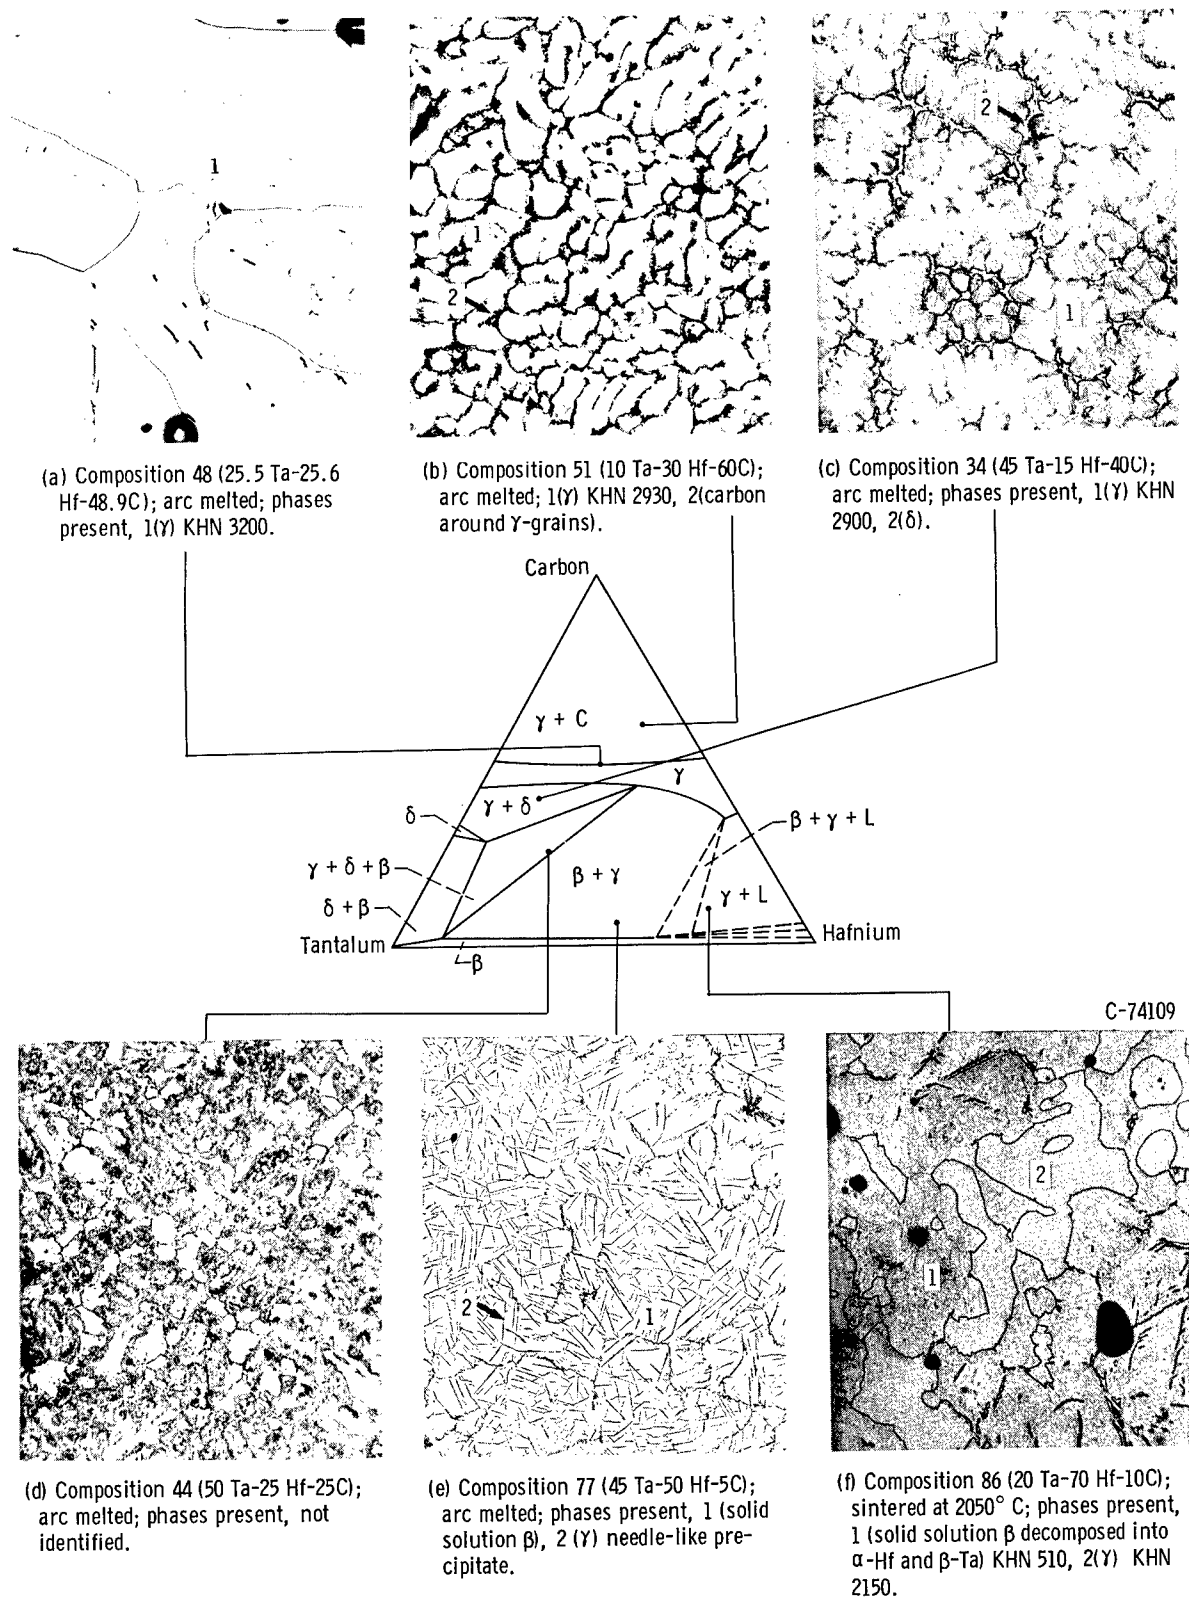 1
1
2
2
1
(a) Composition 48 (25.5 Ta-25.6
Hf-48.9C); arc melted; phases
present, 1(γ) KHN 3200.
(b) Composition 51 (10 Ta-30 Hf-60C);
arc melted; 1(γ) KHN 2930, 2(carbon
around γ-grains).
(c) Composition 34 (45 Ta-15 Hf-40C);
arc melted; phases present, 1(γ) KHN
2900, 2(δ).
Carbon
γ + C
γ
γ + δ
δ
β + γ + L
γ + δ + β
β + γ
γ + L
δ + β
Tantalum
Hafnium
β
C-74109
2
1
2
1
(d) Composition 44 (50 Ta-25 Hf-25C);
arc melted; phases present, not
identified.
(e) Composition 77 (45 Ta-50 Hf-5C);
arc melted; phases present, 1 (solid
solution β), 2 (γ) needle-like pre-
cipitate.
(f) Composition 86 (20 Ta-70 Hf-10C);
sintered at 2050° C; phases present,
1 (solid solution β decomposed into
α-Hf and β-Ta) KHN 510, 2(γ) KHN
2150.